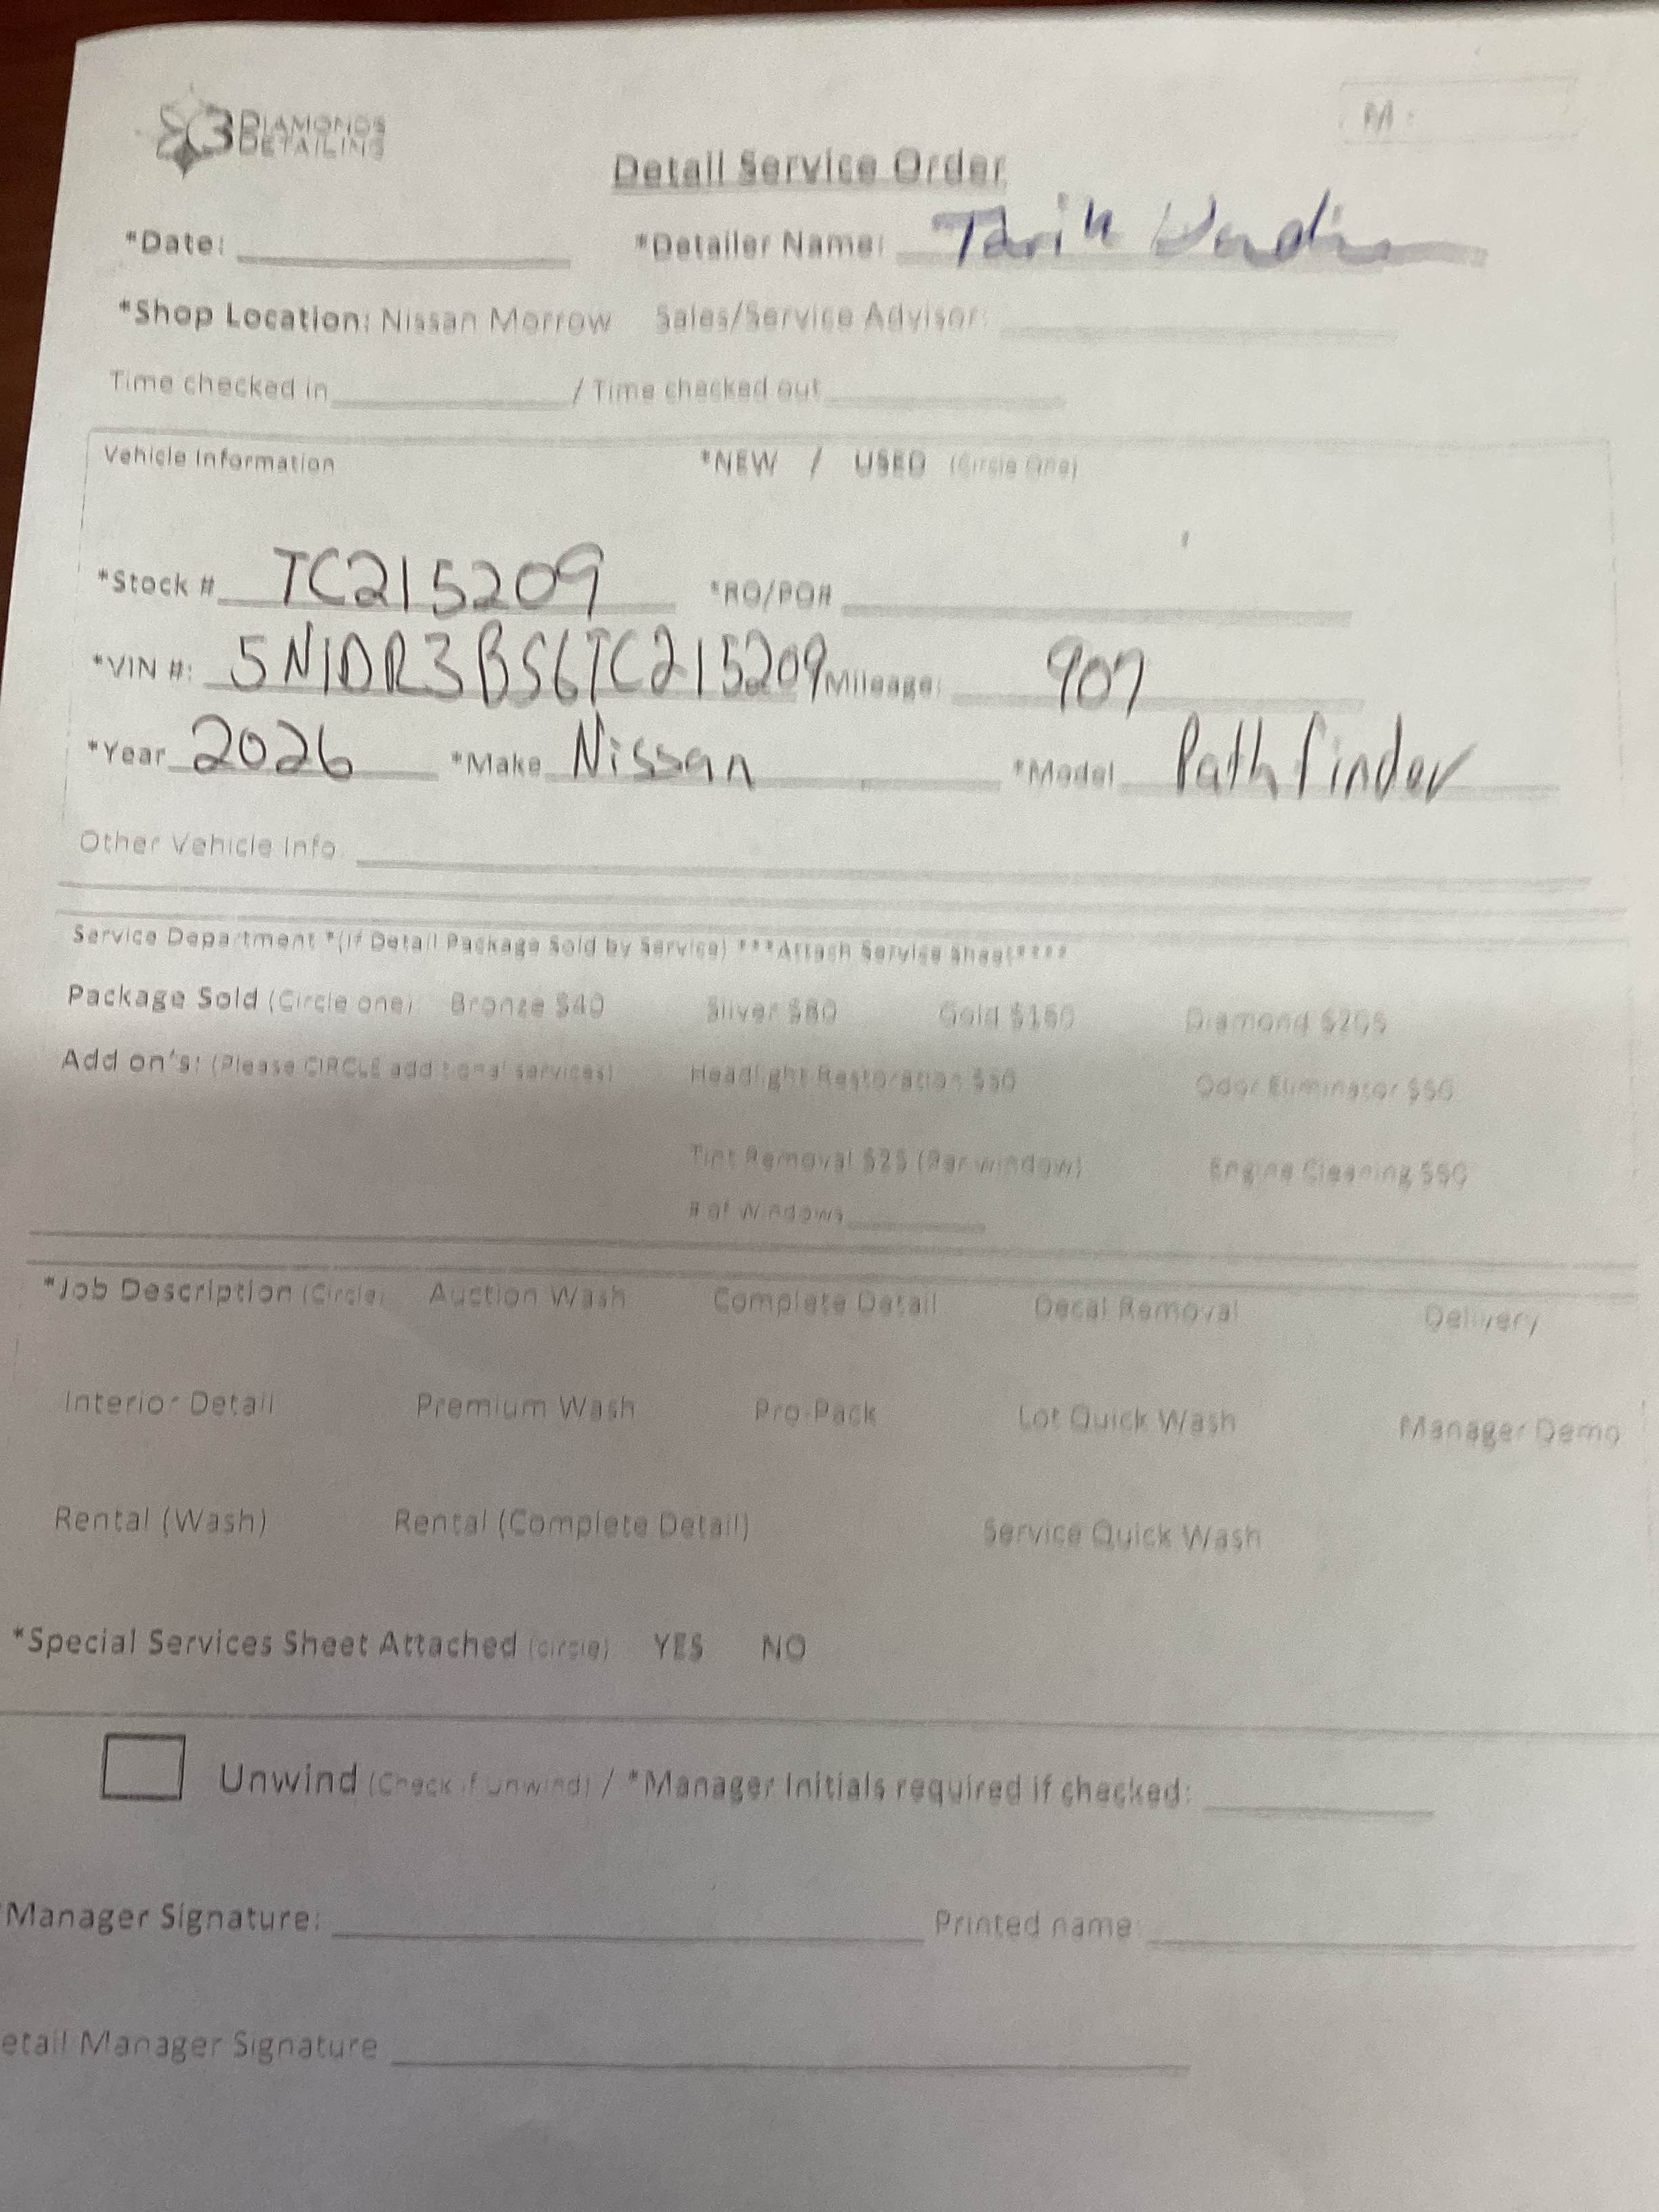 3 DIAMONDS
DETAILING
Detail Service Order
*Date: *Detailer Name: Tarik
*Shop Location: Nissan Morrow Sales/Service Advisor:
Time checked in / Time checked out
Vehicle Information *NEW / USED (Circle One)
*Stock # TC215209 *RO/PO#
*VIN #: 5N1DR3BS6TC215209 Mileage: 907
*Year 2026 *Make Nissan *Model Pathfinder
Other Vehicle Info
Service Department *(If Detail Package Sold by Service) ***Attach Service Sheet****
Package Sold (Circle one) Bronze $40 Silver $80 Gold $160 Diamond $205
Add on's: (Please CIRCLE additional services) Headlight Restoration $50 Odor Eliminator $50
Tint Removal $25 (Per window) Engine Cleaning $50
# of Windows
*Job Description (Circle) Auction Wash Complete Detail Decal Removal Delivery
Interior Detail Premium Wash Pro-Pack Lot Quick Wash Manager Demo
Rental (Wash) Rental (Complete Detail) Service Quick Wash
*Special Services Sheet Attached (circle) YES NO
Unwind (Check if unwind) / *Manager Initials required if checked:
Manager Signature: Printed name:
etail Manager Signature